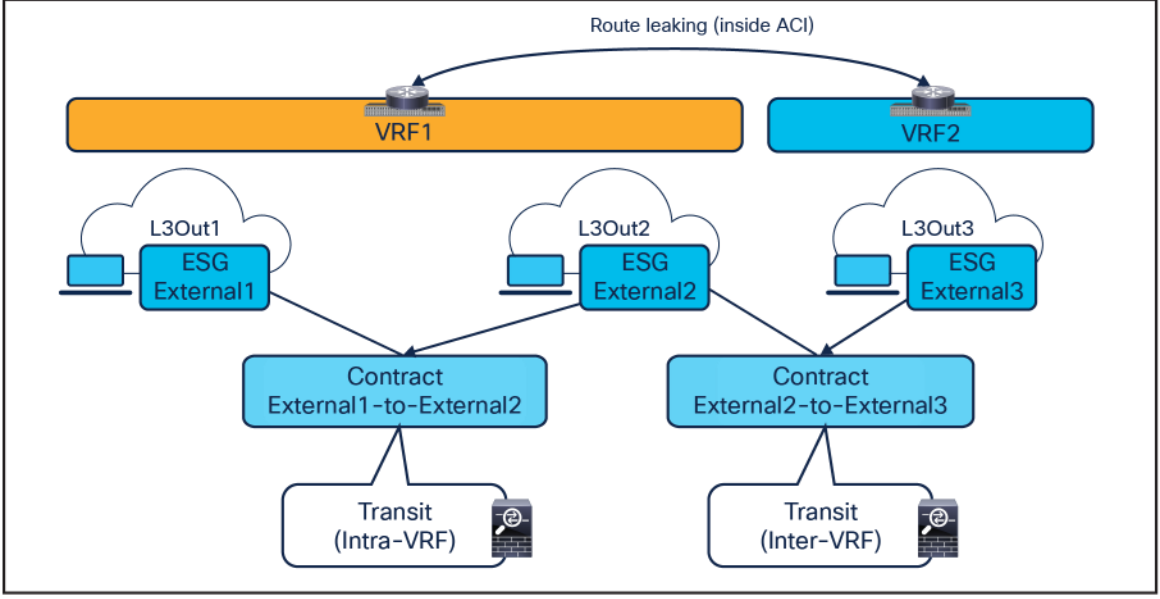 Route leaking (inside ACI)
VRF1
VRF2
L3Out1
L3Out2
L3Out3
ESG
External1
ESG
External2
ESG
External3
Contract
External1-to-External2
Contract
External2-to-External3
Transit
(Intra-VRF)
Transit
(Inter-VRF)